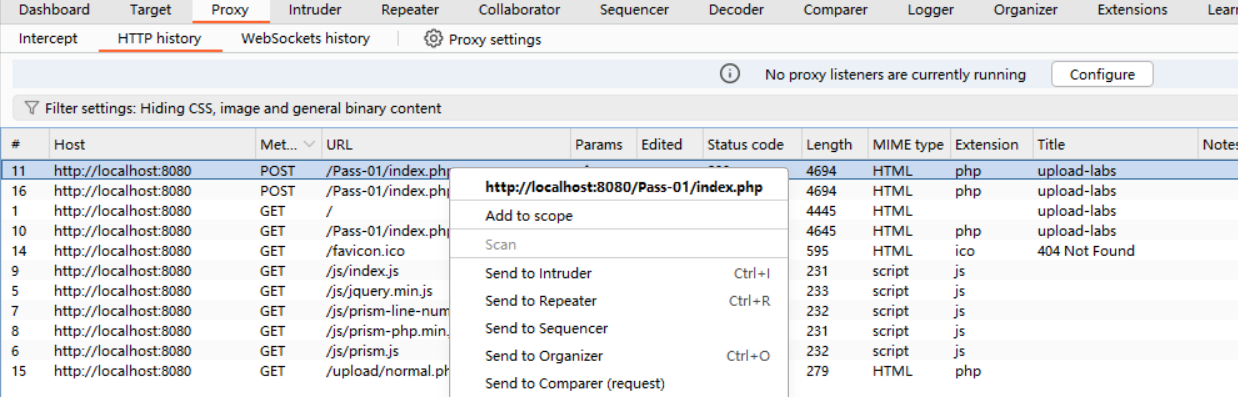 Dashboard Target Proxy Intruder Repeater Collaborator Sequencer Decoder Comparer Logger Organizer Extensions
Intercept HTTP history WebSockets history Proxy settings
No proxy listeners are currently running Configure
Filter settings: Hiding CSS, image and general binary content
# Host Met... URL Params Edited Status code Length MIME type Extension Title Notes
11 http://localhost:8080 POST /Pass-01/index.php 4694 HTML php upload-labs
16 http://localhost:8080 POST /Pass-01/index.php 4694 HTML php upload-labs
1 http://localhost:8080 GET / 4445 HTML upload-labs
10 http://localhost:8080 GET /Pass-01/index.php 4645 HTML php upload-labs
14 http://localhost:8080 GET /favicon.ico 595 HTML ico 404 Not Found
9 http://localhost:8080 GET /js/index.js 231 script js
5 http://localhost:8080 GET /js/jquery.min.js 233 script js
7 http://localhost:8080 GET /js/prism-line-num 232 script js
8 http://localhost:8080 GET /js/prism-php.min. 231 script js
6 http://localhost:8080 GET /js/prism.js 232 script js
15 http://localhost:8080 GET /upload/normal.ph 279 HTML php
http://localhost:8080/Pass-01/index.php
Add to scope
Scan
Send to Intruder Ctrl+I
Send to Repeater Ctrl+R
Send to Sequencer
Send to Organizer Ctrl+O
Send to Comparer (request)